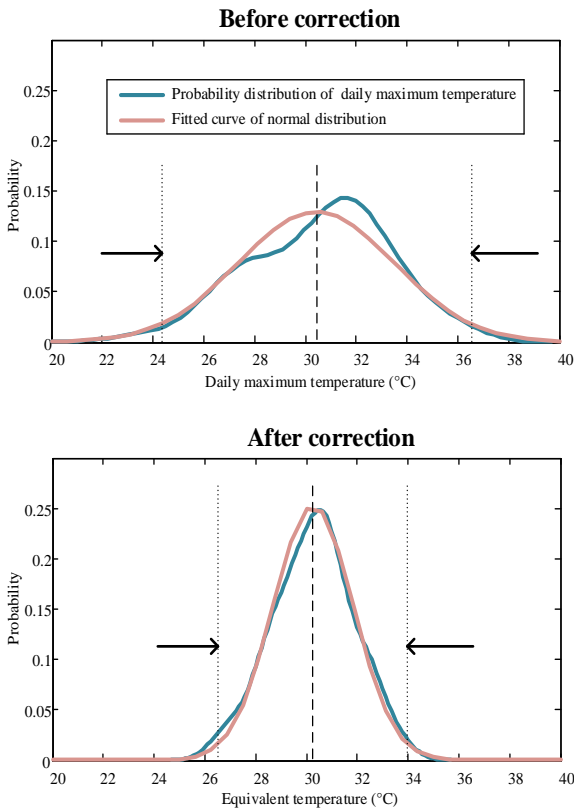 Before correction
0.25
0.2
0.15
0.1
0.05
0
Probability
Probability distribution of daily maximum temperature
Fitted curve of normal distribution
20 22 24 26 28 30 32 34 36 38 40
Daily maximum temperature (°C)
After correction
0.25
0.2
0.15
0.1
0.05
0
Probability
20 22 24 26 28 30 32 34 36 38 40
Equivalent temperature (°C)